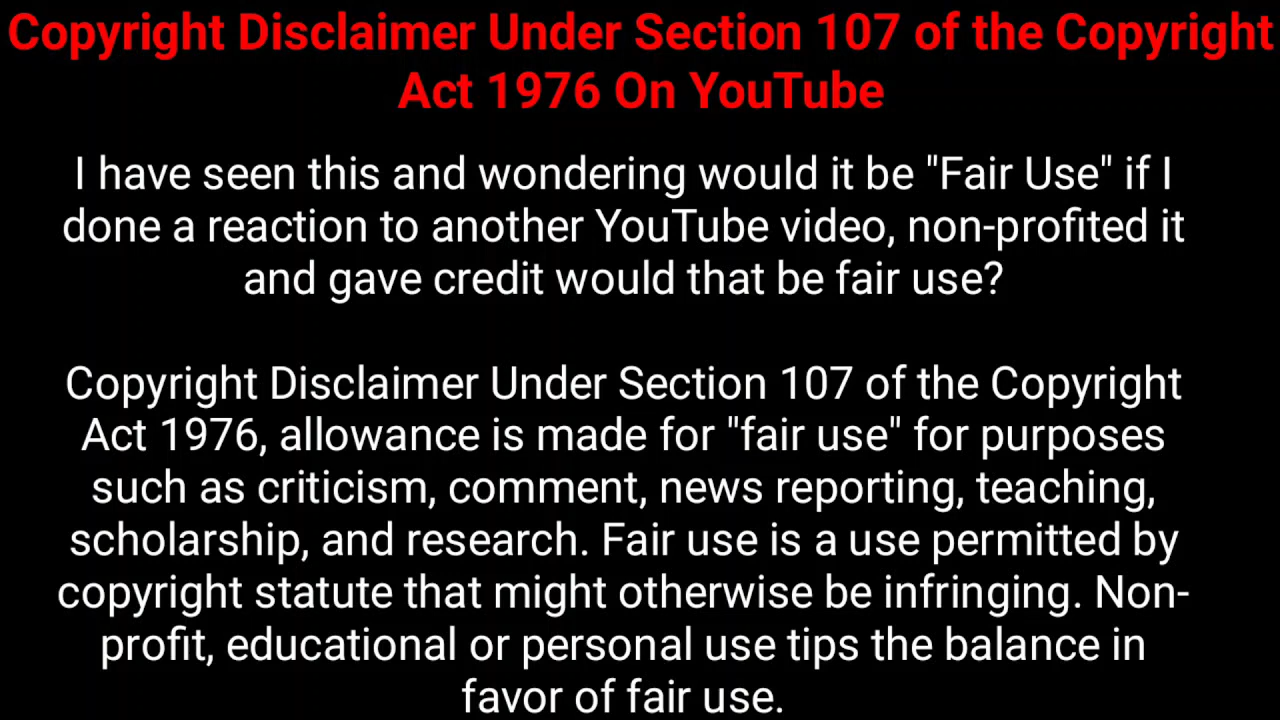 Copyright Disclaimer Under Section 107 of the Copyright
Act 1976 On YouTube
I have seen this and wondering would it be "Fair Use" if I
done a reaction to another YouTube video, non-profited it
and gave credit would that be fair use?
Copyright Disclaimer Under Section 107 of the Copyright
Act 1976, allowance is made for "fair use" for purposes
such as criticism, comment, news reporting, teaching,
scholarship, and research. Fair use is a use permitted by
copyright statute that might otherwise be infringing. Non-
profit, educational or personal use tips the balance in
favor of fair use.